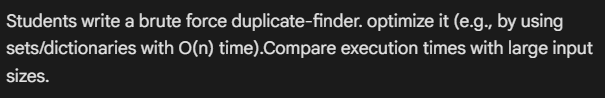 Students write a brute force duplicate-finder. optimize it (e.g., by using
sets/dictionaries with O(n) time).Compare execution times with large input
sizes.